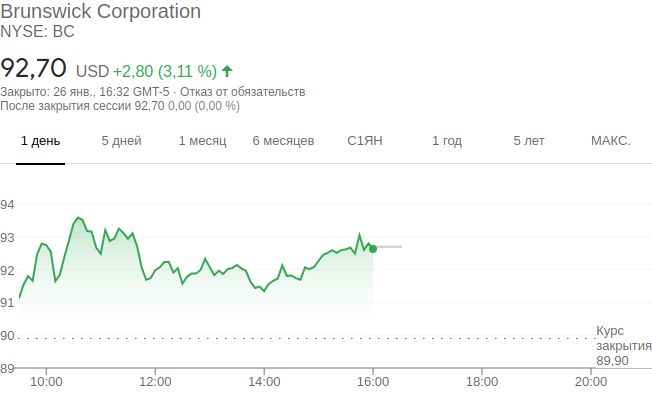 Brunswick Corporation
NYSE: BC
92,70 USD +2,80 (3,11 %)
Закрыто: 26 янв., 16:32 GMT-5 · Отказ от обязательств
После закрытия сессии 92,70 0,00 (0,00 %)
1 день 5 дней 1 месяц 6 месяцев С1ЯН 1 год 5 лет МАКС.
94
93
92
91
90
Курс
закрытия
89,90
89
10:00 12:00 14:00 16:00 18:00 20:00